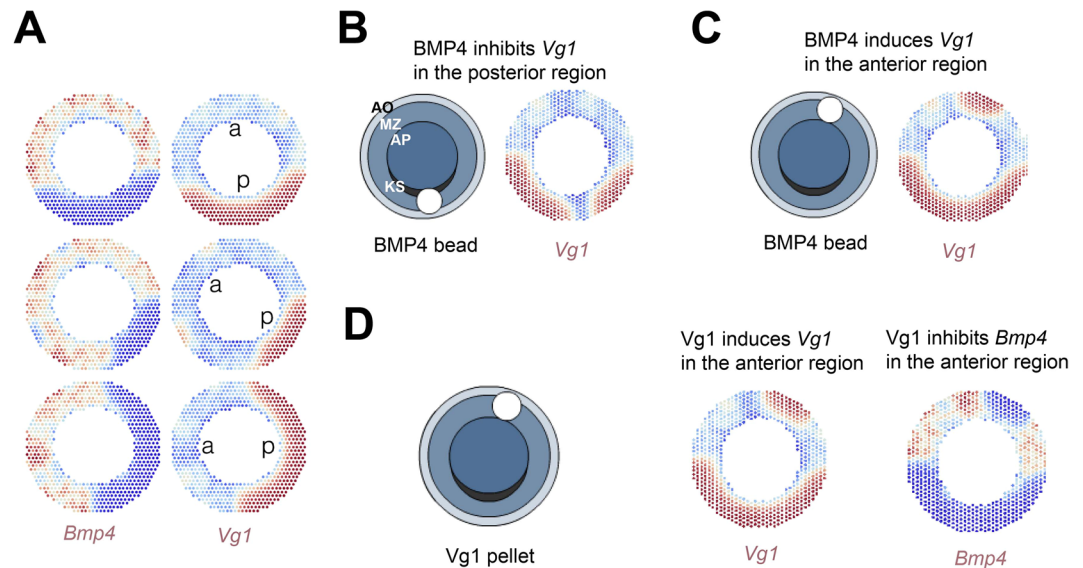 A
a
p
a
p
a
p
Bmp4
Vg1
B
BMP4 inhibits Vg1
in the posterior region
AO
MZ
AP
KS
BMP4 bead
Vg1
C
BMP4 induces Vg1
in the anterior region
BMP4 bead
Vg1
D
Vg1 pellet
Vg1 induces Vg1
in the anterior region
Vg1
Vg1 inhibits Bmp4
in the anterior region
Bmp4